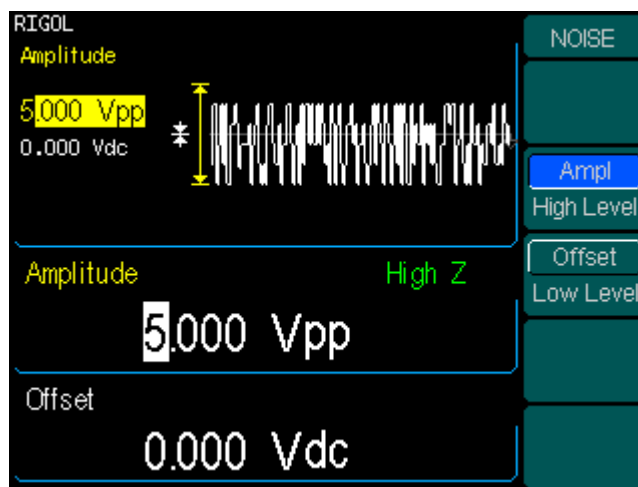 RIGOL
Amplitude
5.000 Vpp
0.000 Vdc
NOISE
Ampl
High Level
Offset
Low Level
Amplitude High Z
5.000 Vpp
Offset
0.000 Vdc